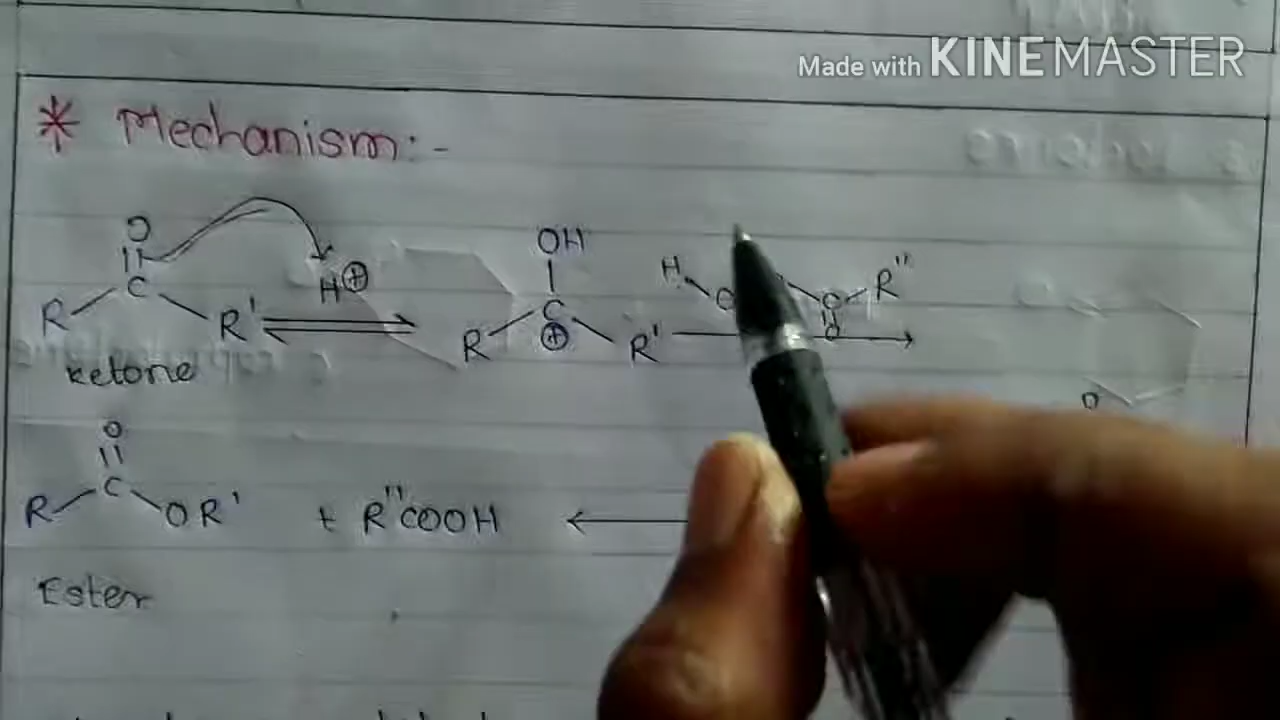 Made with KINEMASTER
* Mechanism:-
O
||
R C R' H⊕ ⇌
ketone
OH
|
R C⊕ R'
H O C R''
||
O
→
O
O
||
R C OR' + R''COOH ←
Ester